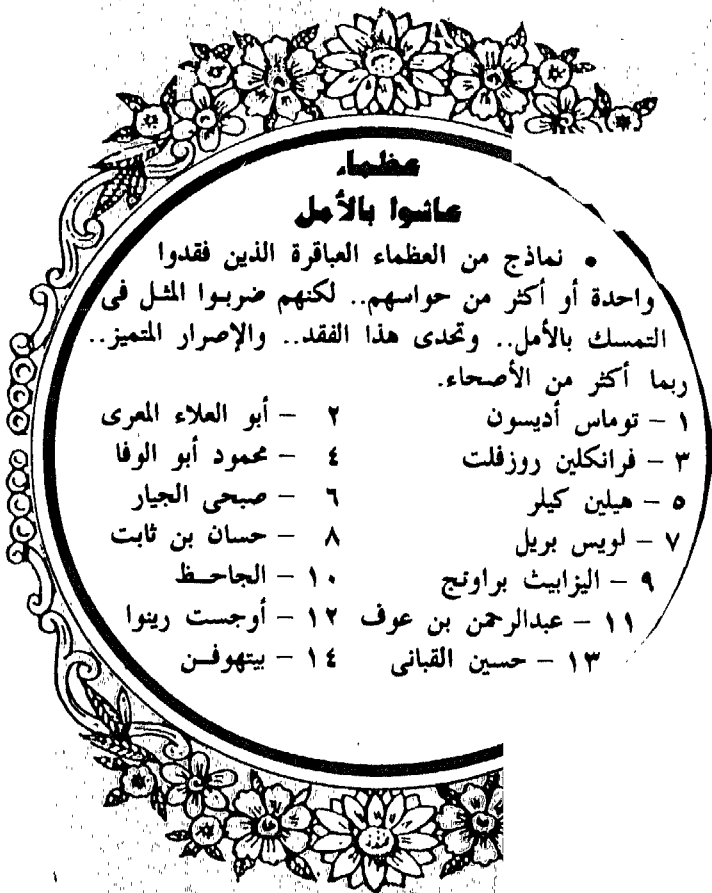 عظماء
عاشوا بالأمل
• نماذج من العظماء العباقرة الذين فقدوا
واحدة أو أكثر من حواسهم.. لكنهم ضربوا المثل فى
التمسك بالأمل.. وتحدى هذا الفقد.. والإصرار المتميز..
ربما أكثر من الأصحاء.
١ – توماس أديسون ٢ – أبو العلاء المعرى
٣ – فرانكلين روزفلت ٤ – محمود أبو الوفا
٥ – هيلين كيلر ٦ – صبحى الجيار
٧ – لويس بريل ٨ – حسان بن ثابت
٩ – اليزابيث براوننج ١٠ – الجاحـظ
١١ – عبدالرحمن بن عوف ١٢ – أوجست رينوا
١٣ – حسين القبانى ١٤ – بيتهوفـن